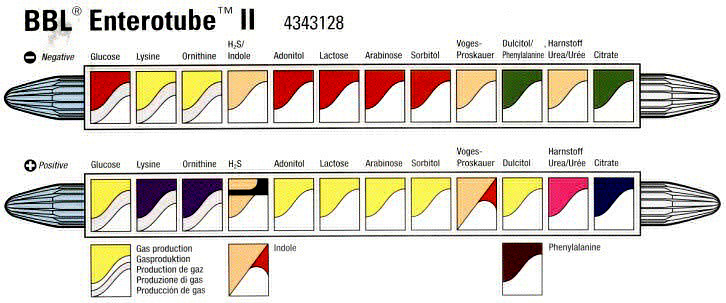 BBL® Enterotube™ II 4343128
Negative Glucose Lysine Ornithine H₂S/ Indole Adonitol Lactose Arabinose Sorbitol Voges- Proskauer Dulcitol/ Phenylalanine Harnstoff Urea/Urée Citrate
Positive Glucose Lysine Ornithine H₂S Adonitol Lactose Arabinose Sorbitol Voges- Proskauer Dulcitol Harnstoff Urea/Urée Citrate
Gas production
Gasproduktion
Production de gaz
Produzione di gas
Producción de gas
Indole
Phenylalanine